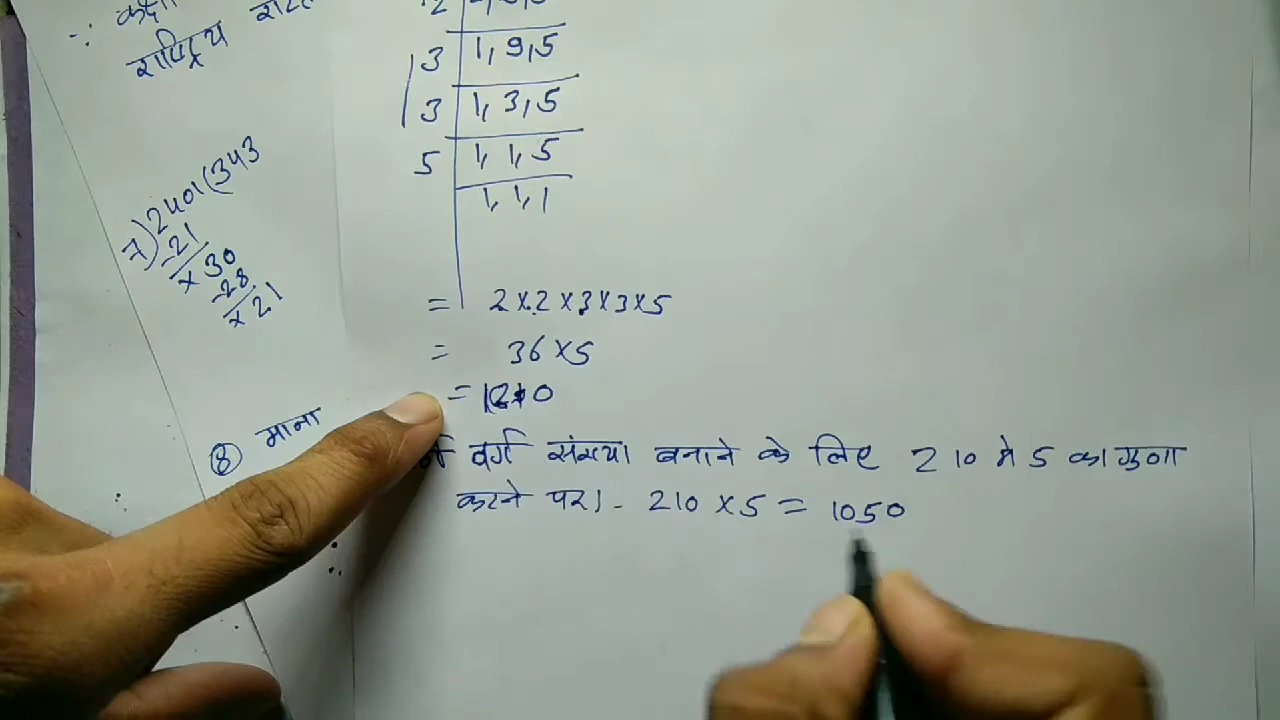 ∵
राष्ट्रिय
3 | 1, 9, 5
3 | 1, 3, 5
5 | 1, 1, 5
1, 1, 1
7)2401(343
-21
×30
-28
×21
= 2×2×3×3×5
= 36×5
=
⑧ माना
वर्ग संख्या बनाने के लिए 210 मे 5 का गुणा
करने पर। - 210 × 5 = 1050